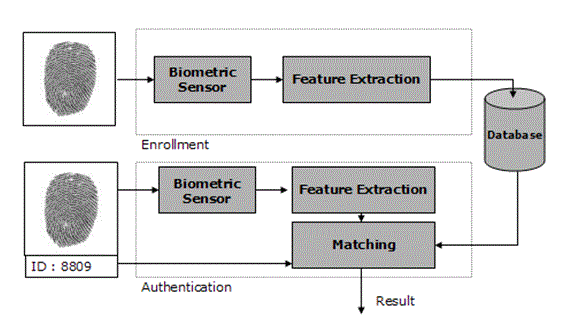 Biometric
Sensor
Feature Extraction
Database
Enrollment
Biometric
Sensor
Feature Extraction
Matching
ID : 8809
Authentication
Result